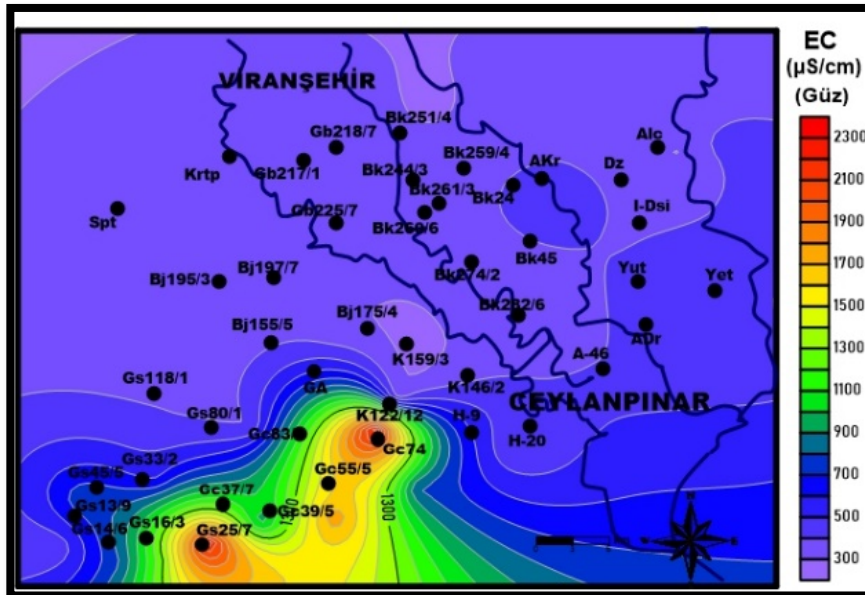 EC
(µS/cm)
(Güz)
2300
2100
1900
1700
1500
1300
1100
900
700
500
300
VİRANŞEHİR
Bk251/4
Gb218/7
Alc
Krtp
Gb217/1
Bk244/3
Bk259/4
AKr
Dz
Bk261/3
Bk24
I-Dsi
Spt
Gb225/7
Bk260/6
Bk45
Bj195/3
Bj197/7
Bk274/2
Yut
Yet
Bj175/4
Bk282/6
Bj155/5
ADr
K159/3
A-46
Gs118/1
GA
K146/2
CEYLANPINAR
Gs80/1
K122/12
H-9
Gc83
H-20
Gc74
Gs33/2
Gc55/5
Gs45/5
Gc37/7
1300
Gs13/9
Gc39/5
Gs14/6
Gs16/3
Gs25/7